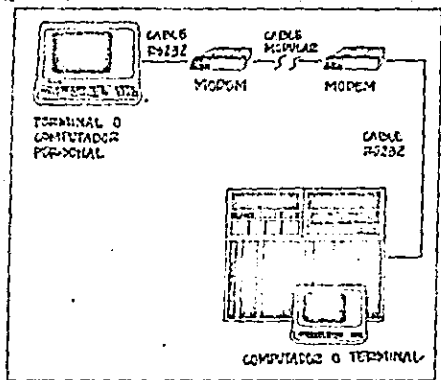 CABLE
RS232
CABLE
MODULAR
MODEM
MODEM
TERMINAL O
COMPUTADOR
PERSONAL
CABLE
RS232
COMPUTADOR O TERMINAL